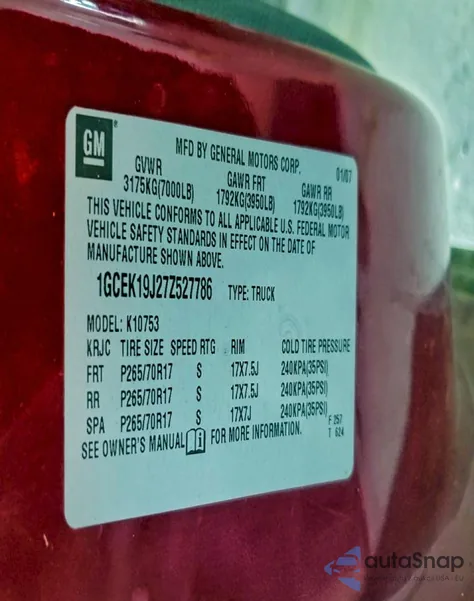 GM
MFD BY GENERAL MOTORS CORP. 01/07
GVWR GAWR FRT GAWR RR
3175KG(7000LB) 1792KG(3950LB) 1792KG(3950LB)
THIS VEHICLE CONFORMS TO ALL APPLICABLE U.S. FEDERAL MOTOR
VEHICLE SAFETY STANDARDS IN EFFECT ON THE DATE OF
MANUFACTURE SHOWN ABOVE.
1GCEK19J27Z527786 TYPE: TRUCK
MODEL: K10753
KRJC TIRE SIZE SPEED RTG RIM COLD TIRE PRESSURE
FRT P265/70R17 S 17X7.5J 240KPA(35PSI)
RR P265/70R17 S 17X7.5J 240KPA(35PSI)
SPA P265/70R17 S 17X7J 240KPA(35PSI)
SEE OWNER'S MANUAL FOR MORE INFORMATION.
F 257
T 624
autoSnap